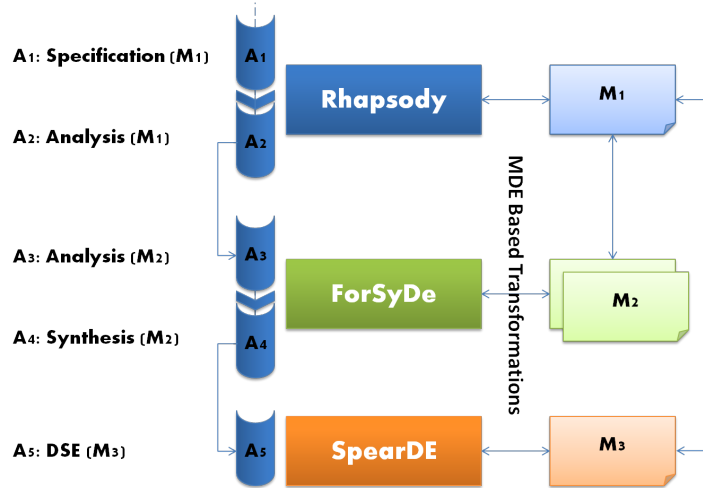 A1: Specification (M1)
A1
Rhapsody
M1
A2: Analysis (M1)
A2
MDE Based Transformations
A3: Analysis (M2)
A3
ForSyDe
M2
A4: Synthesis (M2)
A4
A5: DSE (M3)
A5
SpearDE
M3